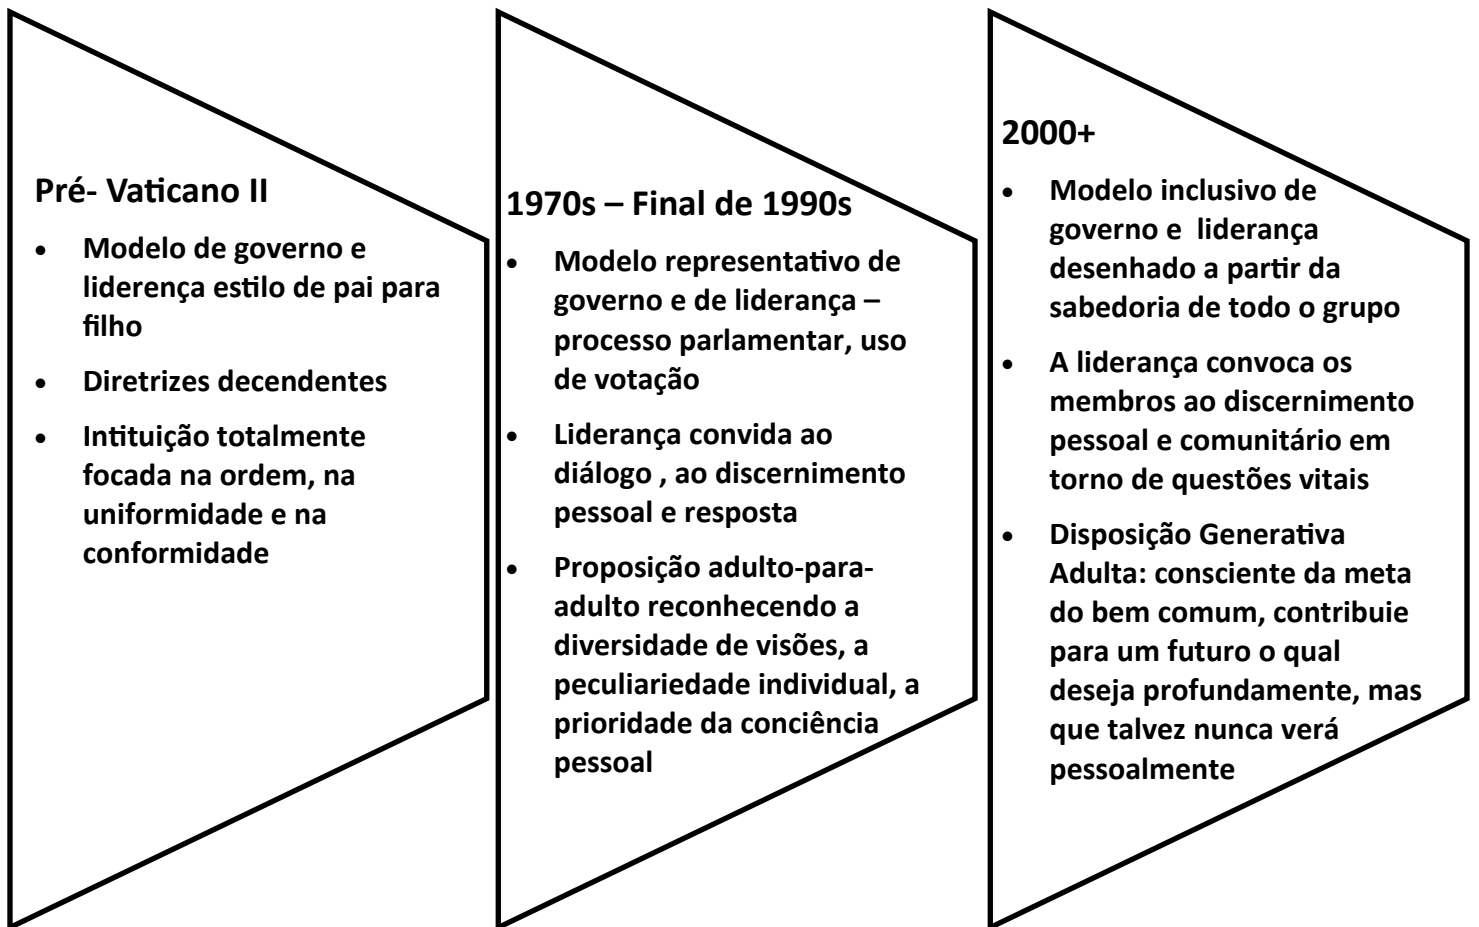 Pré- Vaticano II
• Modelo de governo e
liderença estilo de pai para
filho
• Diretrizes decendentes
• Intituição totalmente
focada na ordem, na
uniformidade e na
conformidade
1970s – Final de 1990s
• Modelo representativo de
governo e de liderança –
processo parlamentar, uso
de votação
• Liderança convida ao
diálogo , ao discernimento
pessoal e resposta
• Proposição adulto-para-
adulto reconhecendo a
diversidade de visões, a
peculiariedade individual, a
prioridade da conciência
pessoal
2000+
• Modelo inclusivo de
governo e  liderança
desenhado a partir da
sabedoria de todo o grupo
• A liderança convoca os
membros ao discernimento
pessoal e comunitário em
torno de questões vitais
• Disposição Generativa
Adulta: consciente da meta
do bem comum, contribuie
para um futuro o qual
deseja profundamente, mas
que talvez nunca verá
pessoalmente